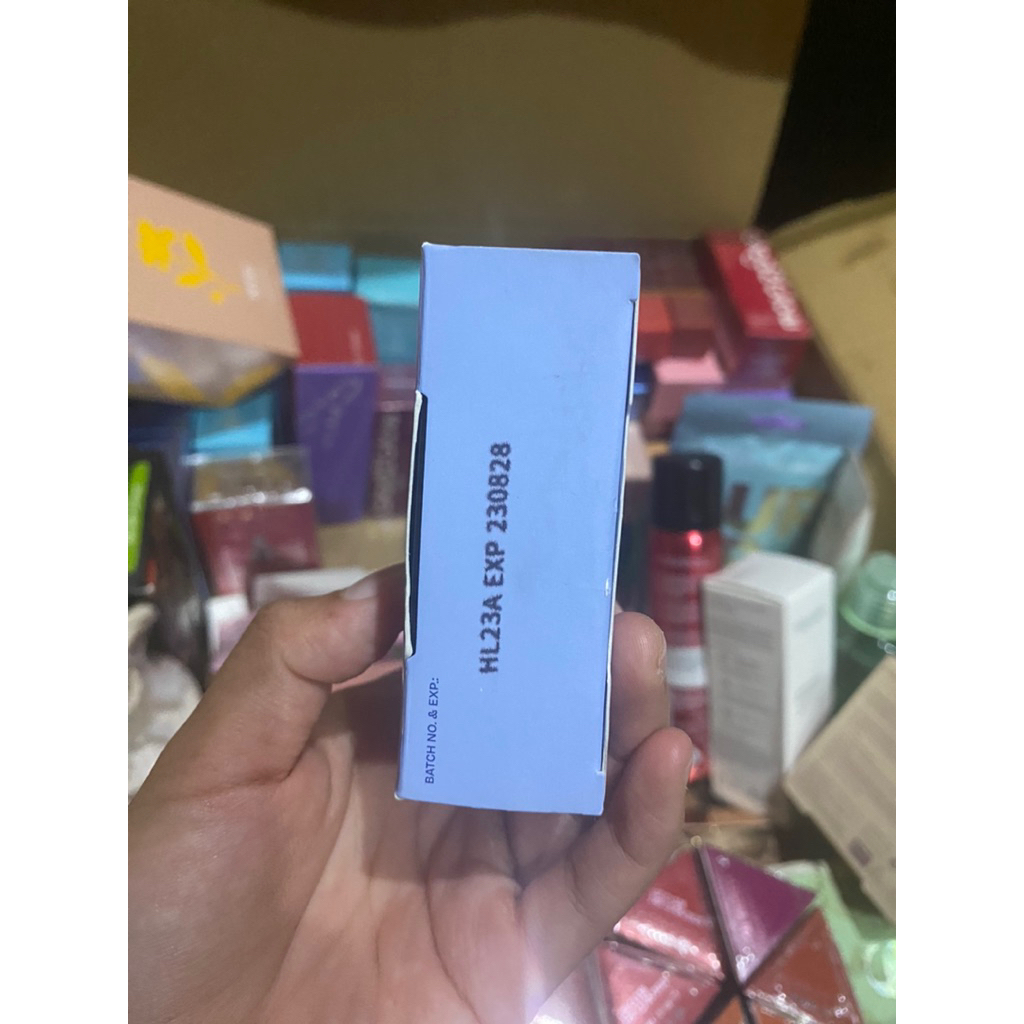 HL23A EXP 230828
BATCH NO. & EXP.: